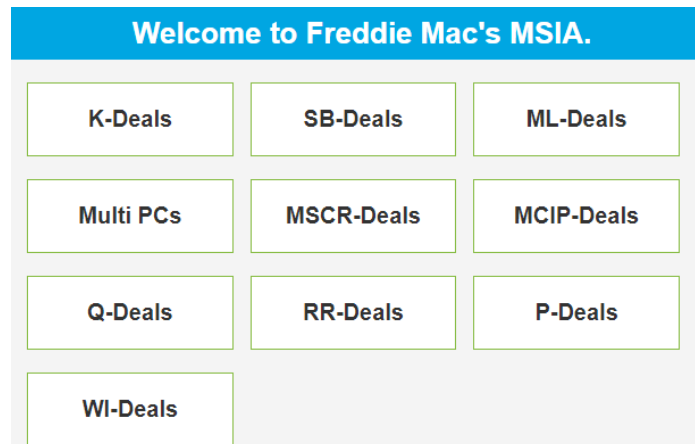 Welcome to Freddie Mac's MSIA.
K-Deals
SB-Deals
ML-Deals
Multi PCs
MSCR-Deals
MCIP-Deals
Q-Deals
RR-Deals
P-Deals
WI-Deals